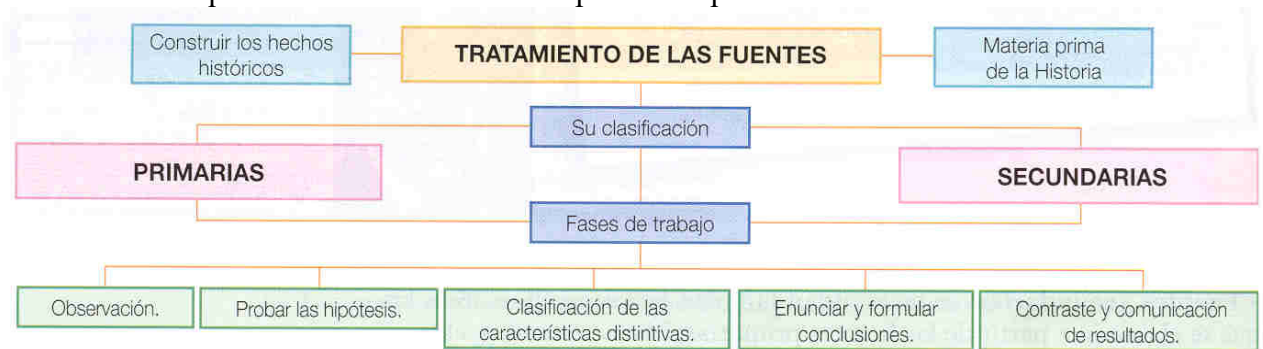 Construir los hechos
históricos
TRATAMIENTO DE LAS FUENTES
Materia prima
de la Historia
Su clasificación
PRIMARIAS
SECUNDARIAS
Fases de trabajo
Observación.
Probar las hipótesis.
Clasificación de las
características distintivas.
Enunciar y formular
conclusiones.
Contraste y comunicación
de resultados.